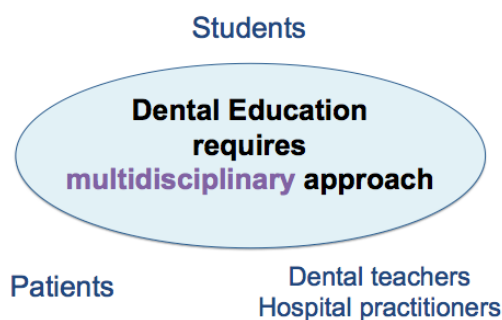 Students
Dental Education
requires
multidisciplinary approach
Patients
Dental teachers
Hospital practitioners